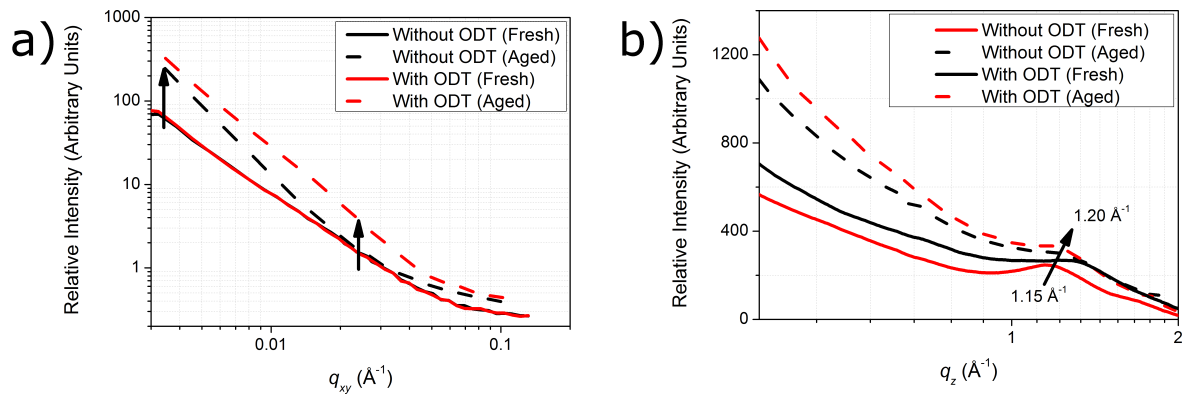 a)
Relative Intensity (Arbitrary Units)
1000
100
10
1
0.01
0.1
qxy (Å-1)
Without ODT (Fresh)
Without ODT (Aged)
With ODT (Fresh)
With ODT (Aged)
b)
Relative Intensity (Arbitrary Units)
1200
800
400
0
1
2
qz (Å-1)
Without ODT (Fresh)
Without ODT (Aged)
With ODT (Fresh)
With ODT (Aged)
1.20 Å-1
1.15 Å-1